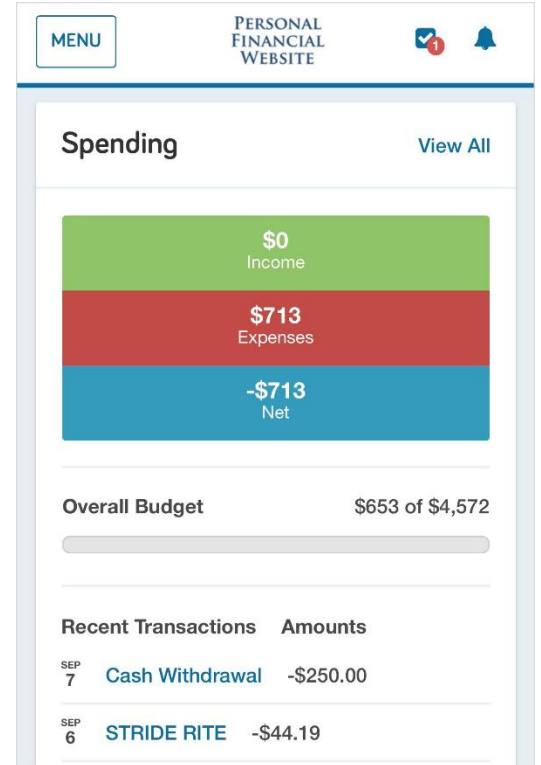 MENU
PERSONAL
FINANCIAL
WEBSITE
1
Spending View All
$0
Income
$713
Expenses
-$713
Net
Overall Budget $653 of $4,572
Recent Transactions Amounts
SEP
7 Cash Withdrawal -$250.00
SEP
6 STRIDE RITE -$44.19